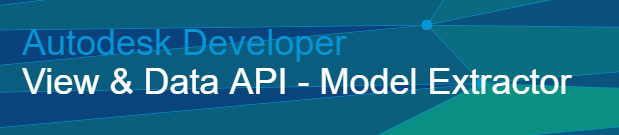 Autodesk Developer
View & Data API - Model Extractor